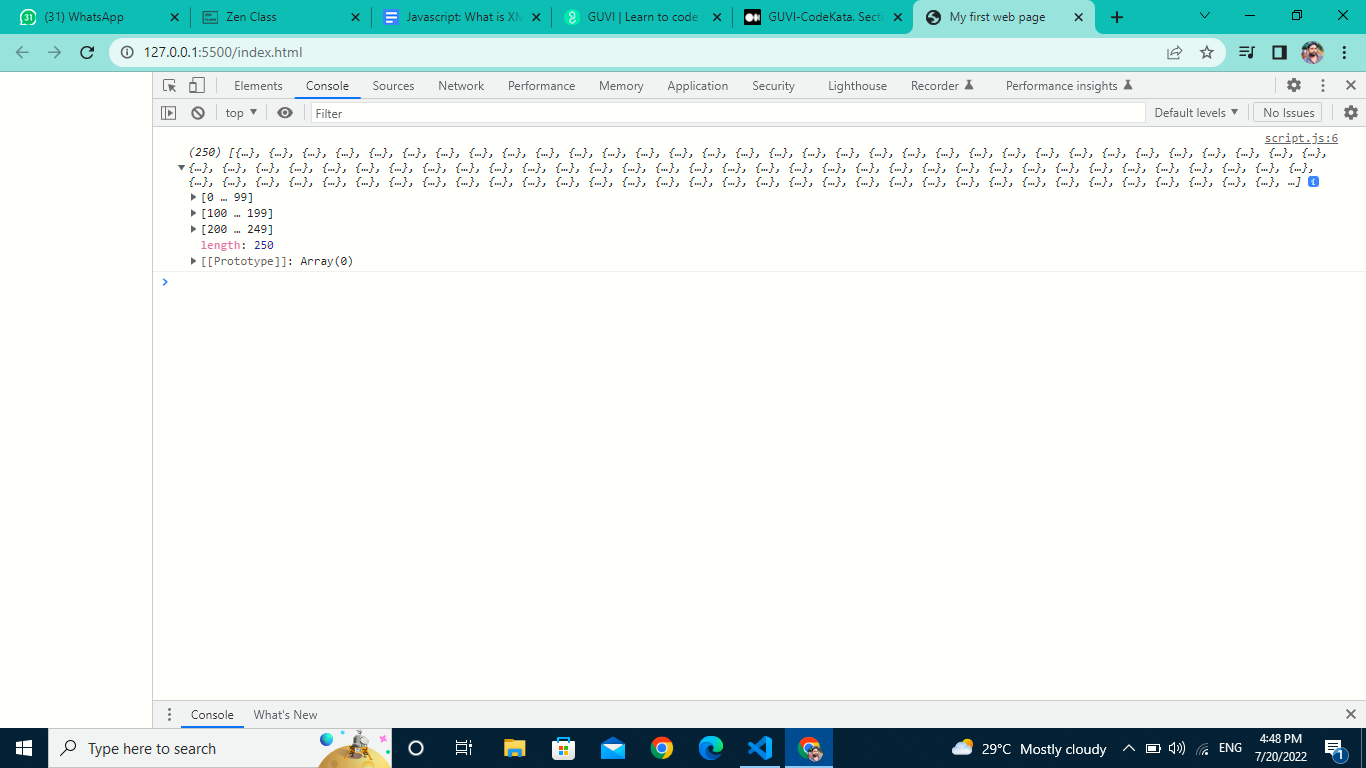 (31) WhatsApp
Zen Class
Javascript: What is XM
GUVI | Learn to code
GUVI-CodeKata. Secti
My first web page
127.0.0.1:5500/index.html
Elements Console Sources Network Performance Memory Application Security Lighthouse Recorder Performance insights
top Filter Default levels No Issues
script.js:6
(250) [{…}, {…}, {…}, {…}, {…}, {…}, {…}, {…}, {…}, {…}, {…}, {…}, {…}, {…}, {…}, {…}, {…}, {…}, {…}, {…}, {…}, {…}, {…}, {…}, {…}, {…}, {…}, {…}, {…}, {…}, {…}, {…}, {…},
{…}, {…}, {…}, {…}, {…}, {…}, {…}, {…}, {…}, {…}, {…}, {…}, {…}, {…}, {…}, {…}, {…}, {…}, {…}, {…}, {…}, {…}, {…}, {…}, {…}, {…}, {…}, {…}, {…}, {…}, {…}, {…}, {…}, {…},
{…}, {…}, {…}, {…}, {…}, {…}, {…}, {…}, {…}, {…}, {…}, {…}, {…}, {…}, {…}, {…}, {…}, {…}, {…}, {…}, {…}, {…}, {…}, {…}, {…}, {…}, {…}, {…}, {…}, {…}, {…}, {…}, {…}, …] i
[0 … 99]
[100 … 199]
[200 … 249]
length: 250
[[Prototype]]: Array(0)
Console What's New
Type here to search
29°C Mostly cloudy
ENG
4:48 PM
7/20/2022
1